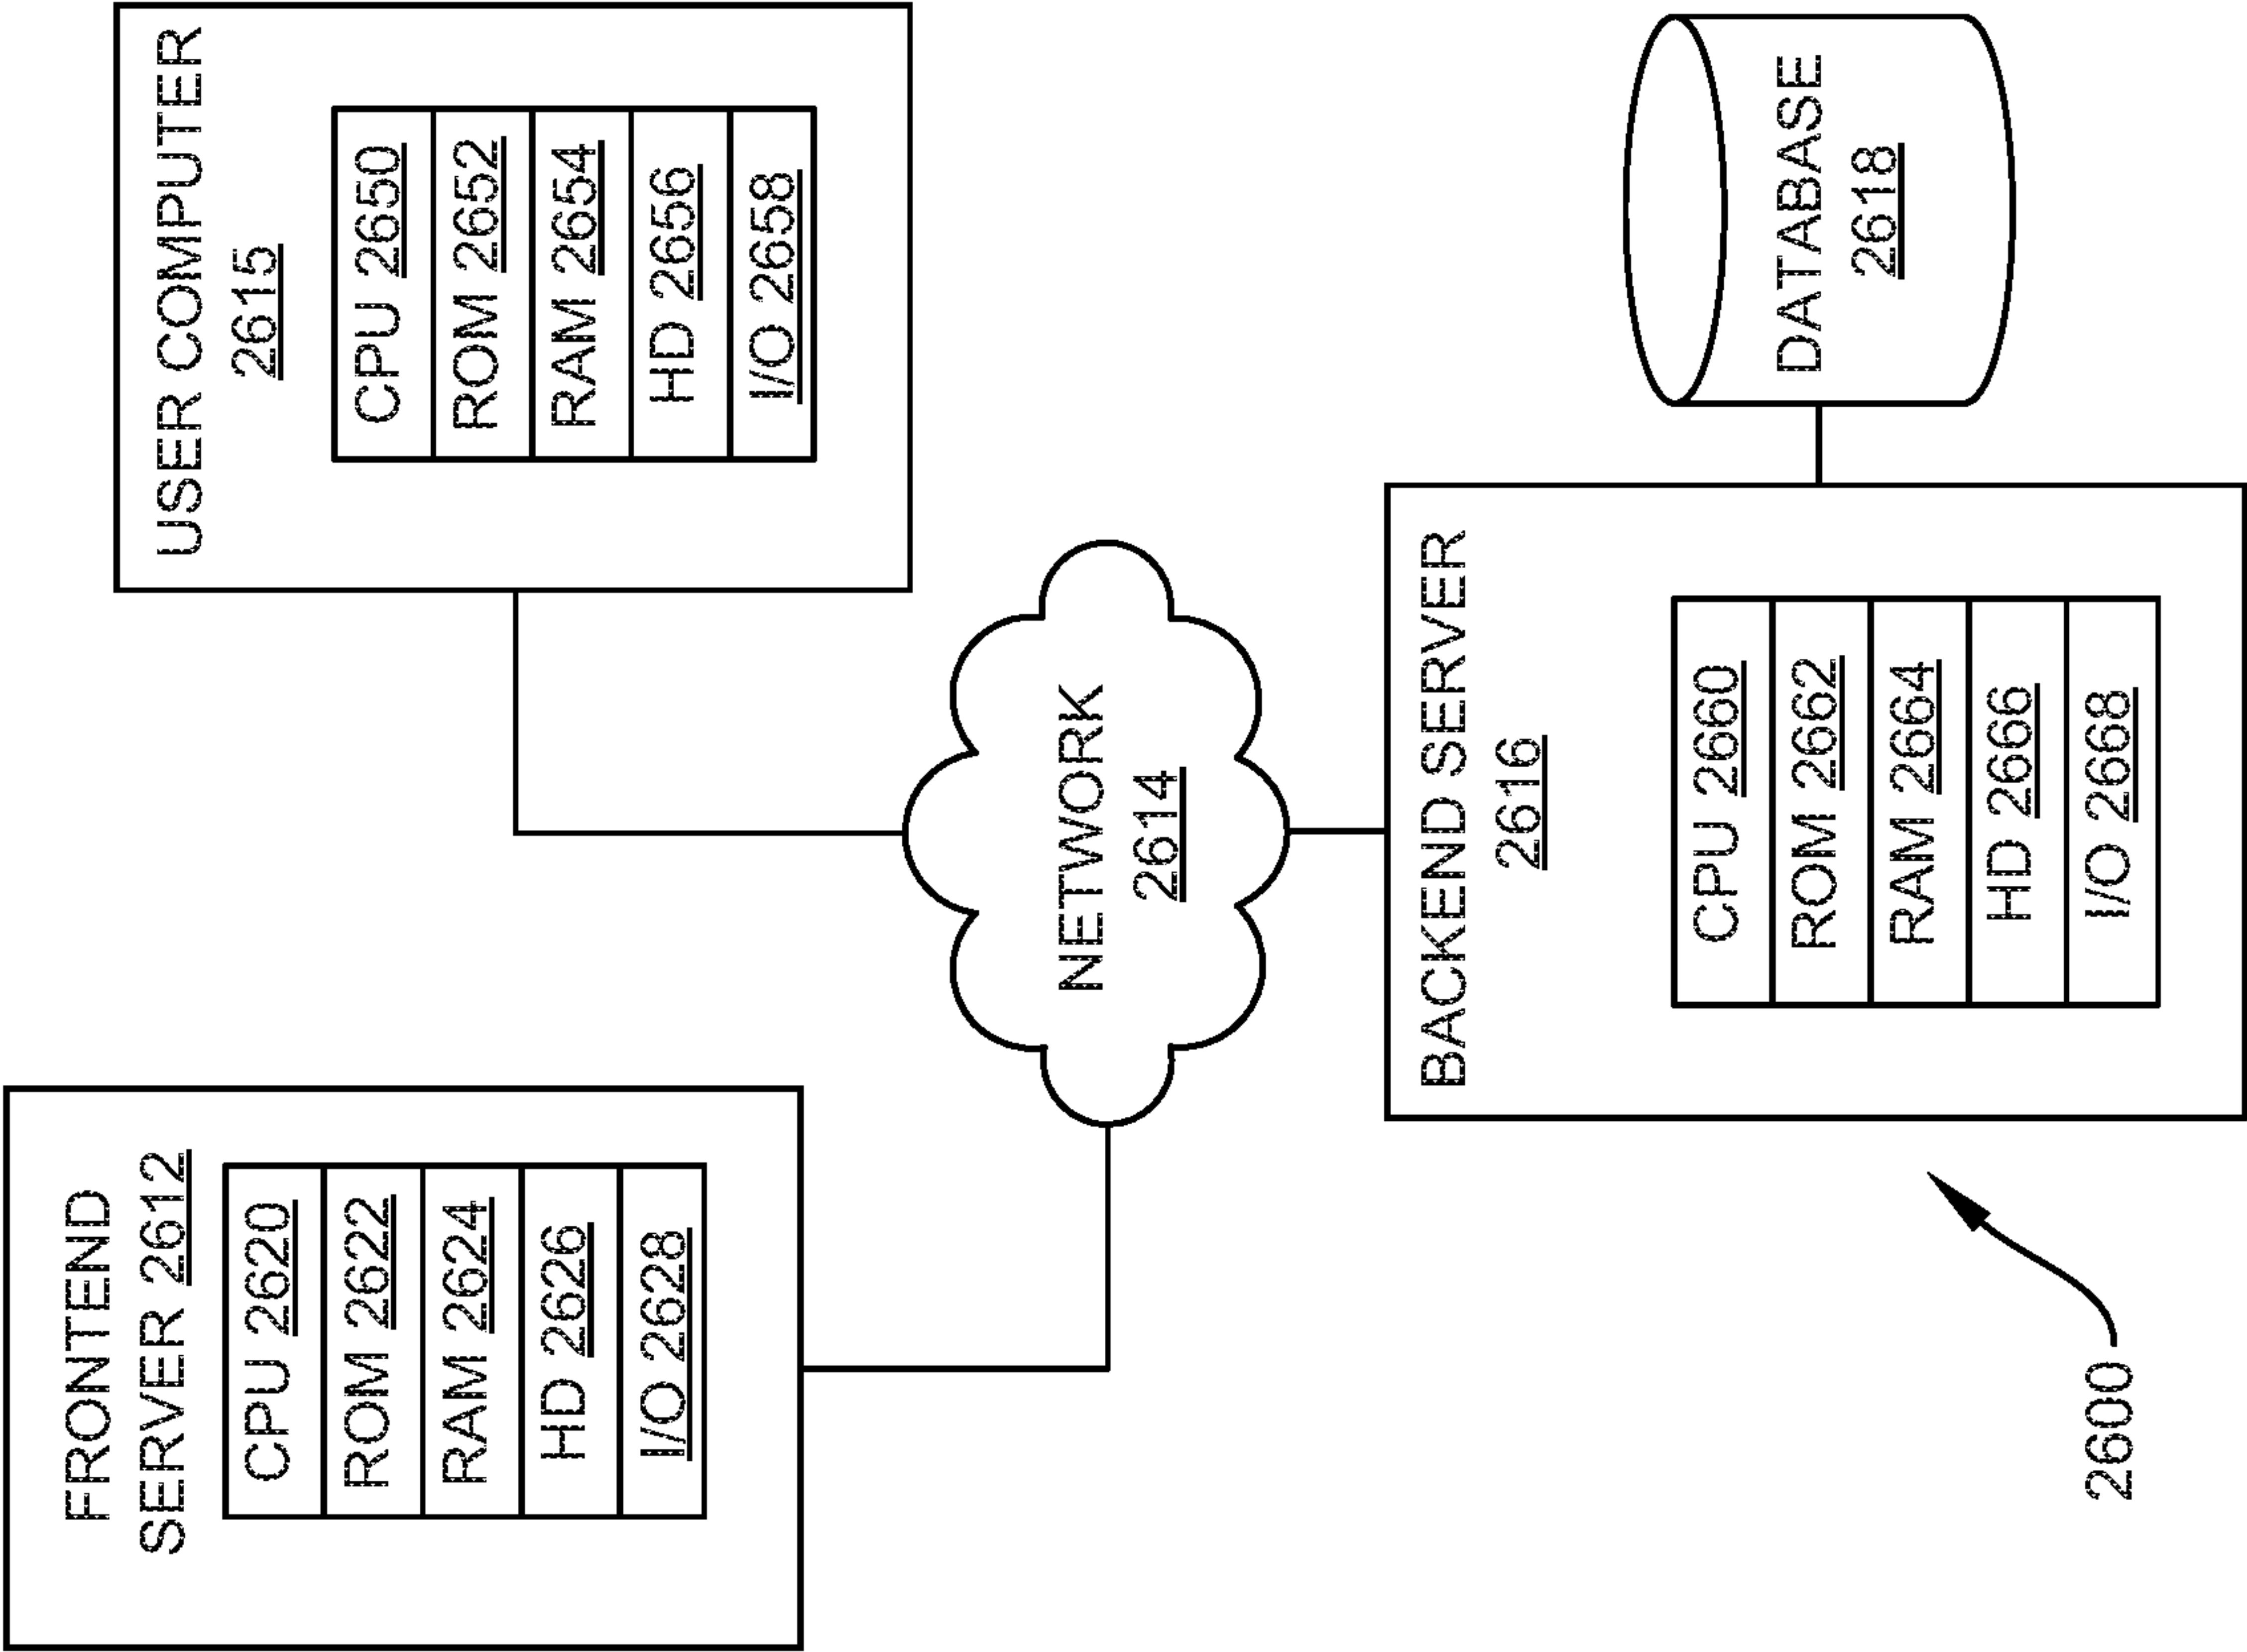 FRONTEND
SERVER 2612
CPU 2620
ROM 2622
RAM 2624
HD 2626
I/O 2628
USER COMPUTER
2615
CPU 2650
ROM 2652
RAM 2654
HD 2656
I/O 2658
NETWORK
2614
BACKEND SERVER
2616
CPU 2660
ROM 2662
RAM 2664
HD 2666
I/O 2668
DATABASE
2618
2600